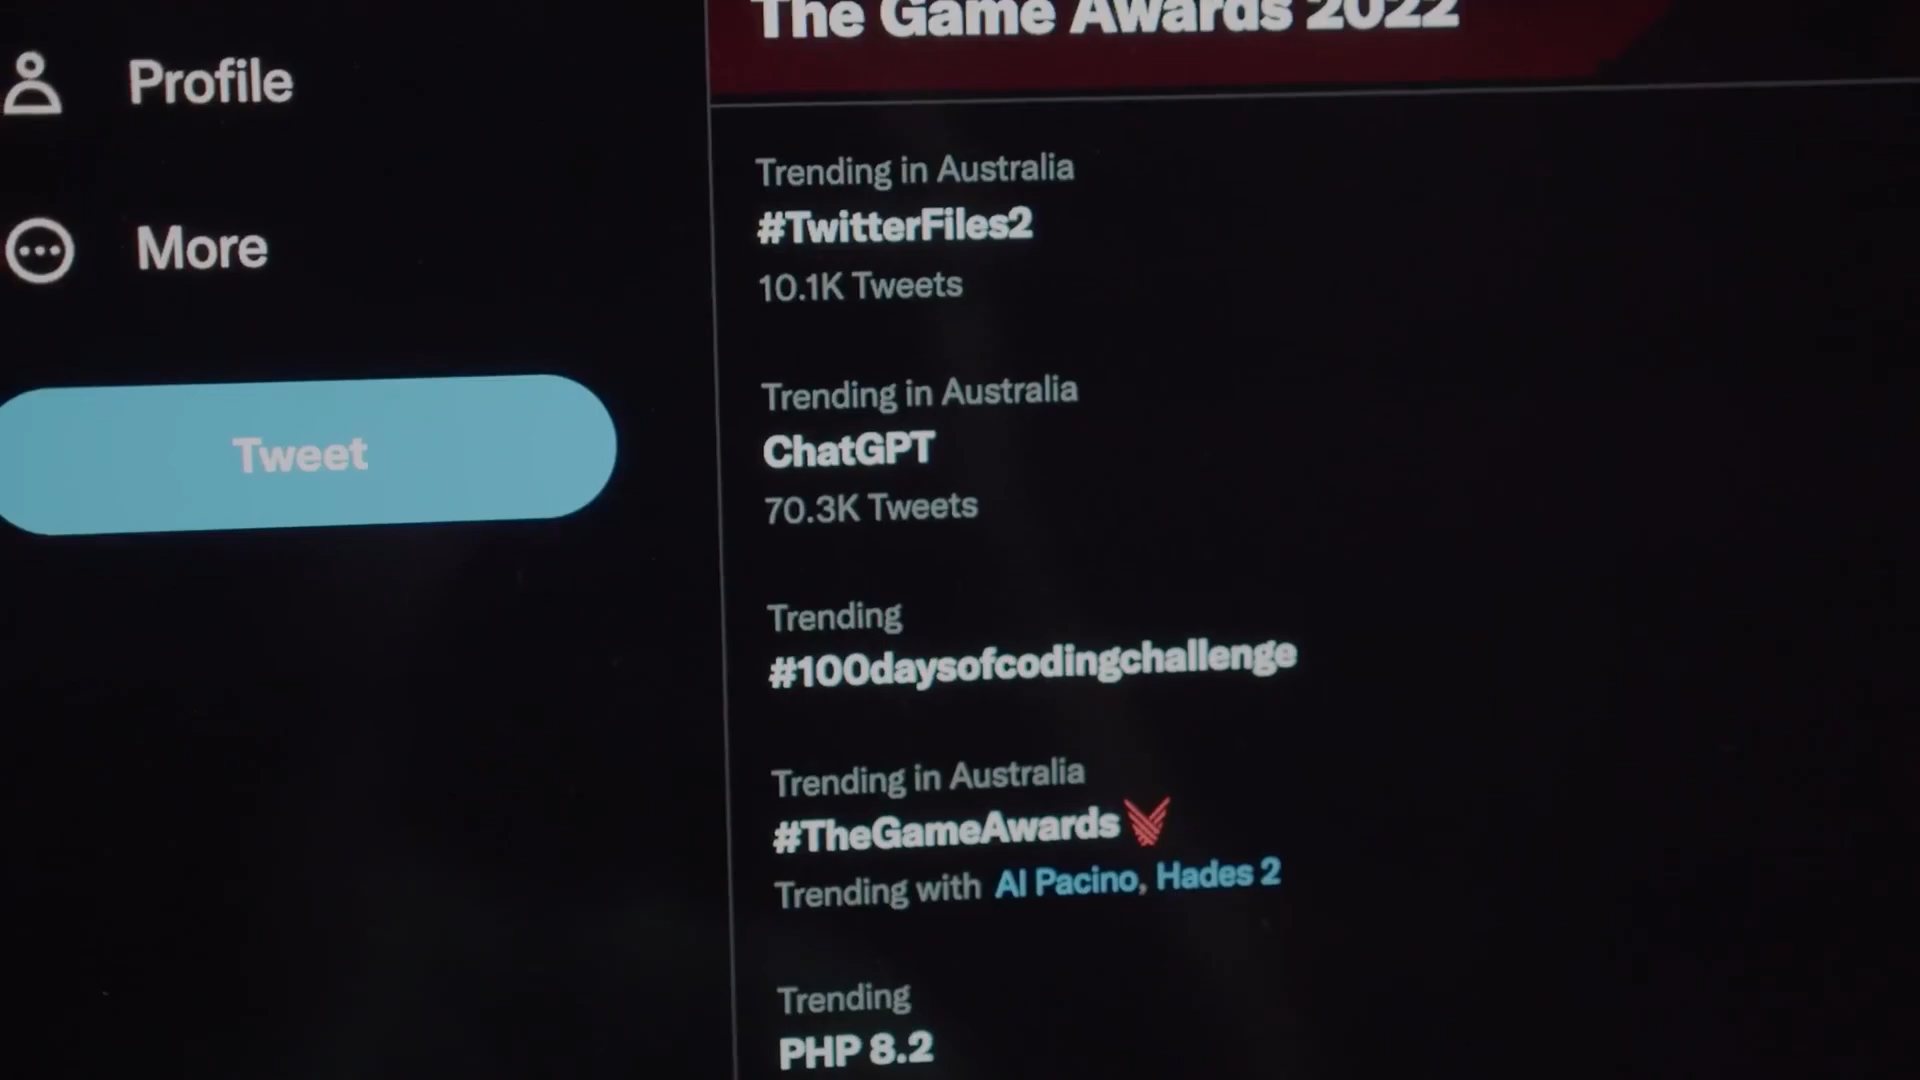 The Game Awards 2022
Profile
More
Tweet
Trending in Australia
#TwitterFiles2
10.1K Tweets
Trending in Australia
ChatGPT
70.3K Tweets
Trending
#100daysofcodingchallenge
Trending in Australia
#TheGameAwards
Trending with Al Pacino, Hades 2
Trending
PHP 8.2